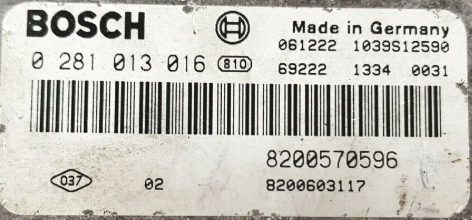 BOSCH Made in Germany
061222 1039S12590
0 281 013 016 810 69222 1334 0031
8200570596
037 02 8200603117